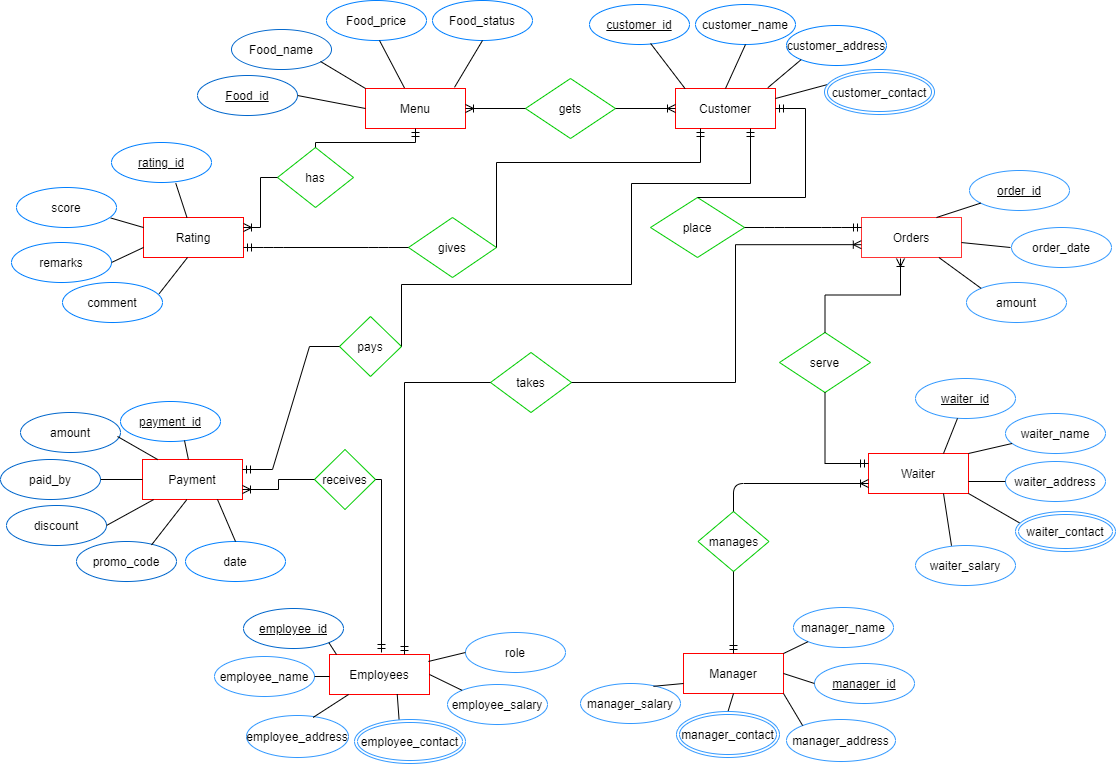 Food_price
Food_status
customer_id
customer_name
Food_name
customer_address
Food_id
customer_contact
Menu
gets
Customer
rating_id
has
score
order_id
place
Rating
gives
Orders
order_date
remarks
comment
amount
pays
serve
takes
waiter_id
amount
payment_id
waiter_name
paid_by
Payment
receives
Waiter
waiter_address
discount
waiter_contact
manages
promo_code
date
waiter_salary
employee_id
manager_name
role
employee_name
Employees
Manager
manager_id
employee_salary
manager_salary
employee_address
employee_contact
manager_contact
manager_address